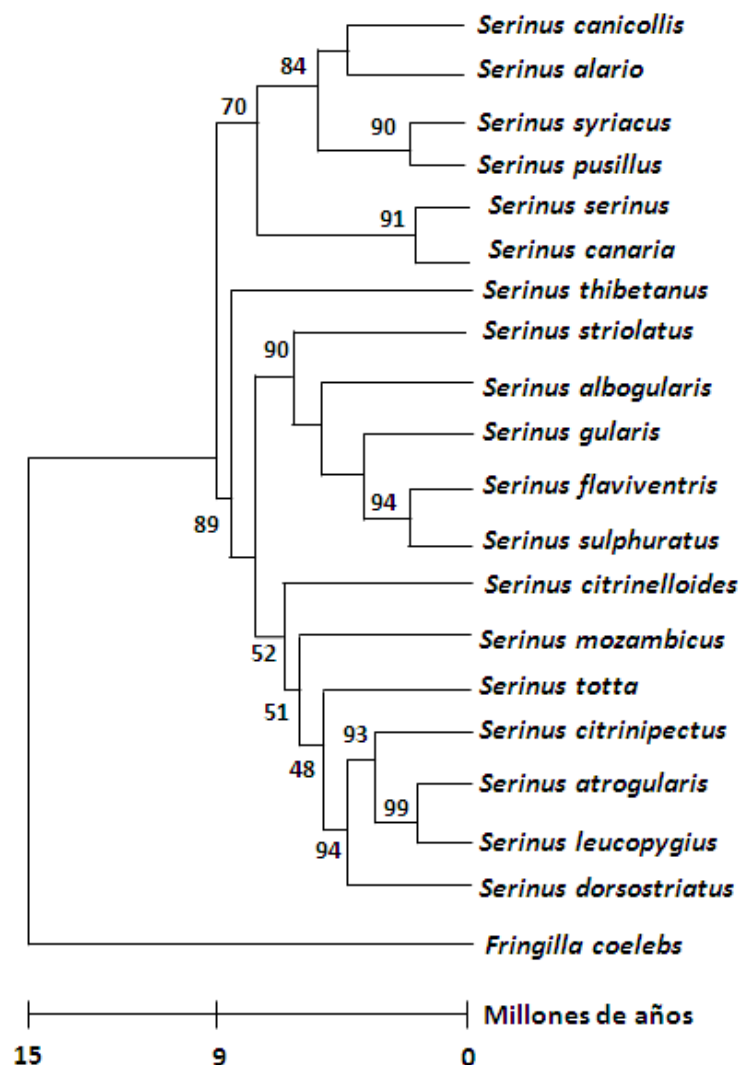 Serinus canicollis
84
Serinus alario
70
90
Serinus syriacus
Serinus pusillus
91
Serinus serinus
Serinus canaria
Serinus thibetanus
90
Serinus striolatus
Serinus albogularis
Serinus gularis
94
Serinus flaviventris
89
Serinus sulphuratus
Serinus citrinelloides
52
Serinus mozambicus
51
Serinus totta
93
Serinus citrinipectus
48
Serinus atrogularis
99
Serinus leucopygius
94
Serinus dorsostriatus
Fringilla coelebs
Millones de años
15 9 0